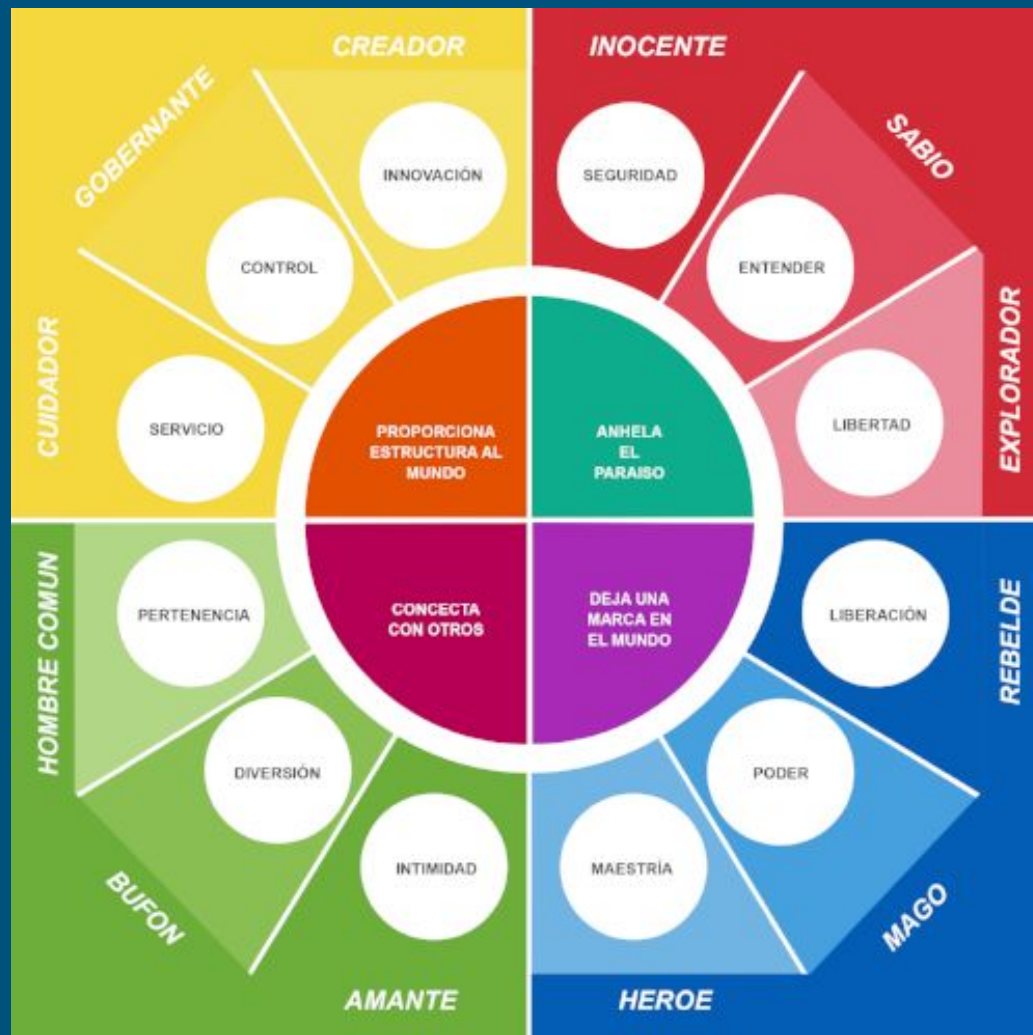 CREADOR
INOCENTE
GOBERNANTE
SABIO
INNOVACIÓN
SEGURIDAD
CONTROL
ENTENDER
CUIDADOR
EXPLORADOR
SERVICIO
LIBERTAD
PROPORCIONA
ESTRUCTURA AL
MUNDO
ANHELA
EL
PARAISO
HOMBRE COMUN
REBELDE
PERTENENCIA
LIBERACIÓN
CONCECTA
CON OTROS
DEJA UNA
MARCA EN
EL MUNDO
DIVERSIÓN
PODER
BUFON
MAGO
INTIMIDAD
MAESTRÍA
AMANTE
HEROE